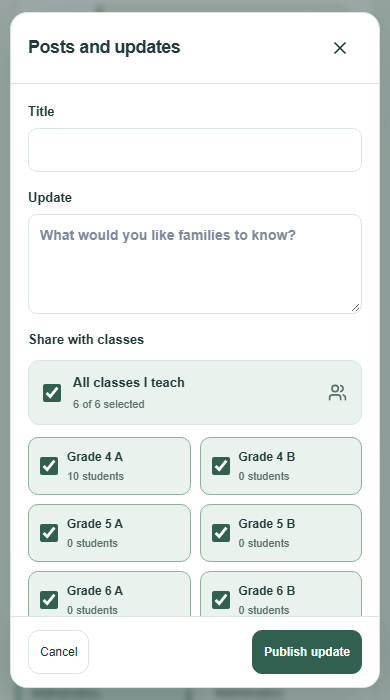 Posts and updates
Title
Update
What would you like families to know?
Share with classes
All classes I teach
6 of 6 selected
Grade 4 A
10 students
Grade 4 B
0 students
Grade 5 A
0 students
Grade 5 B
0 students
Grade 6 A
0 students
Grade 6 B
0 students
Cancel
Publish update